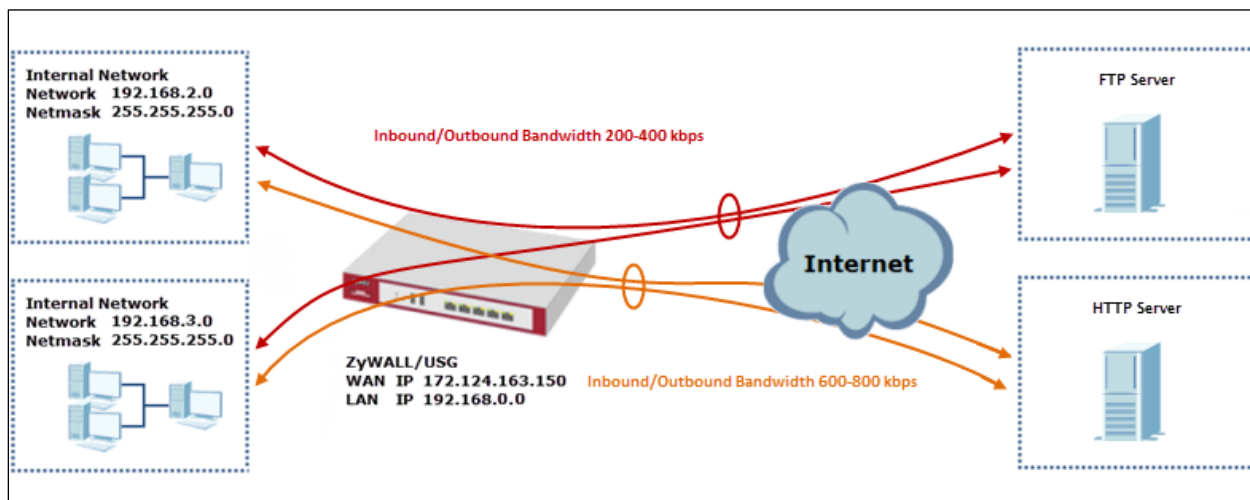 Internal Network
Network 192.168.2.0
Netmask 255.255.255.0
Inbound/Outbound Bandwidth 200-400 kbps
FTP Server
Internet
Internal Network
Network 192.168.3.0
Netmask 255.255.255.0
HTTP Server
ZyWALL/USG
WAN IP 172.124.163.150
LAN IP 192.168.0.0
Inbound/Outbound Bandwidth 600-800 kbps